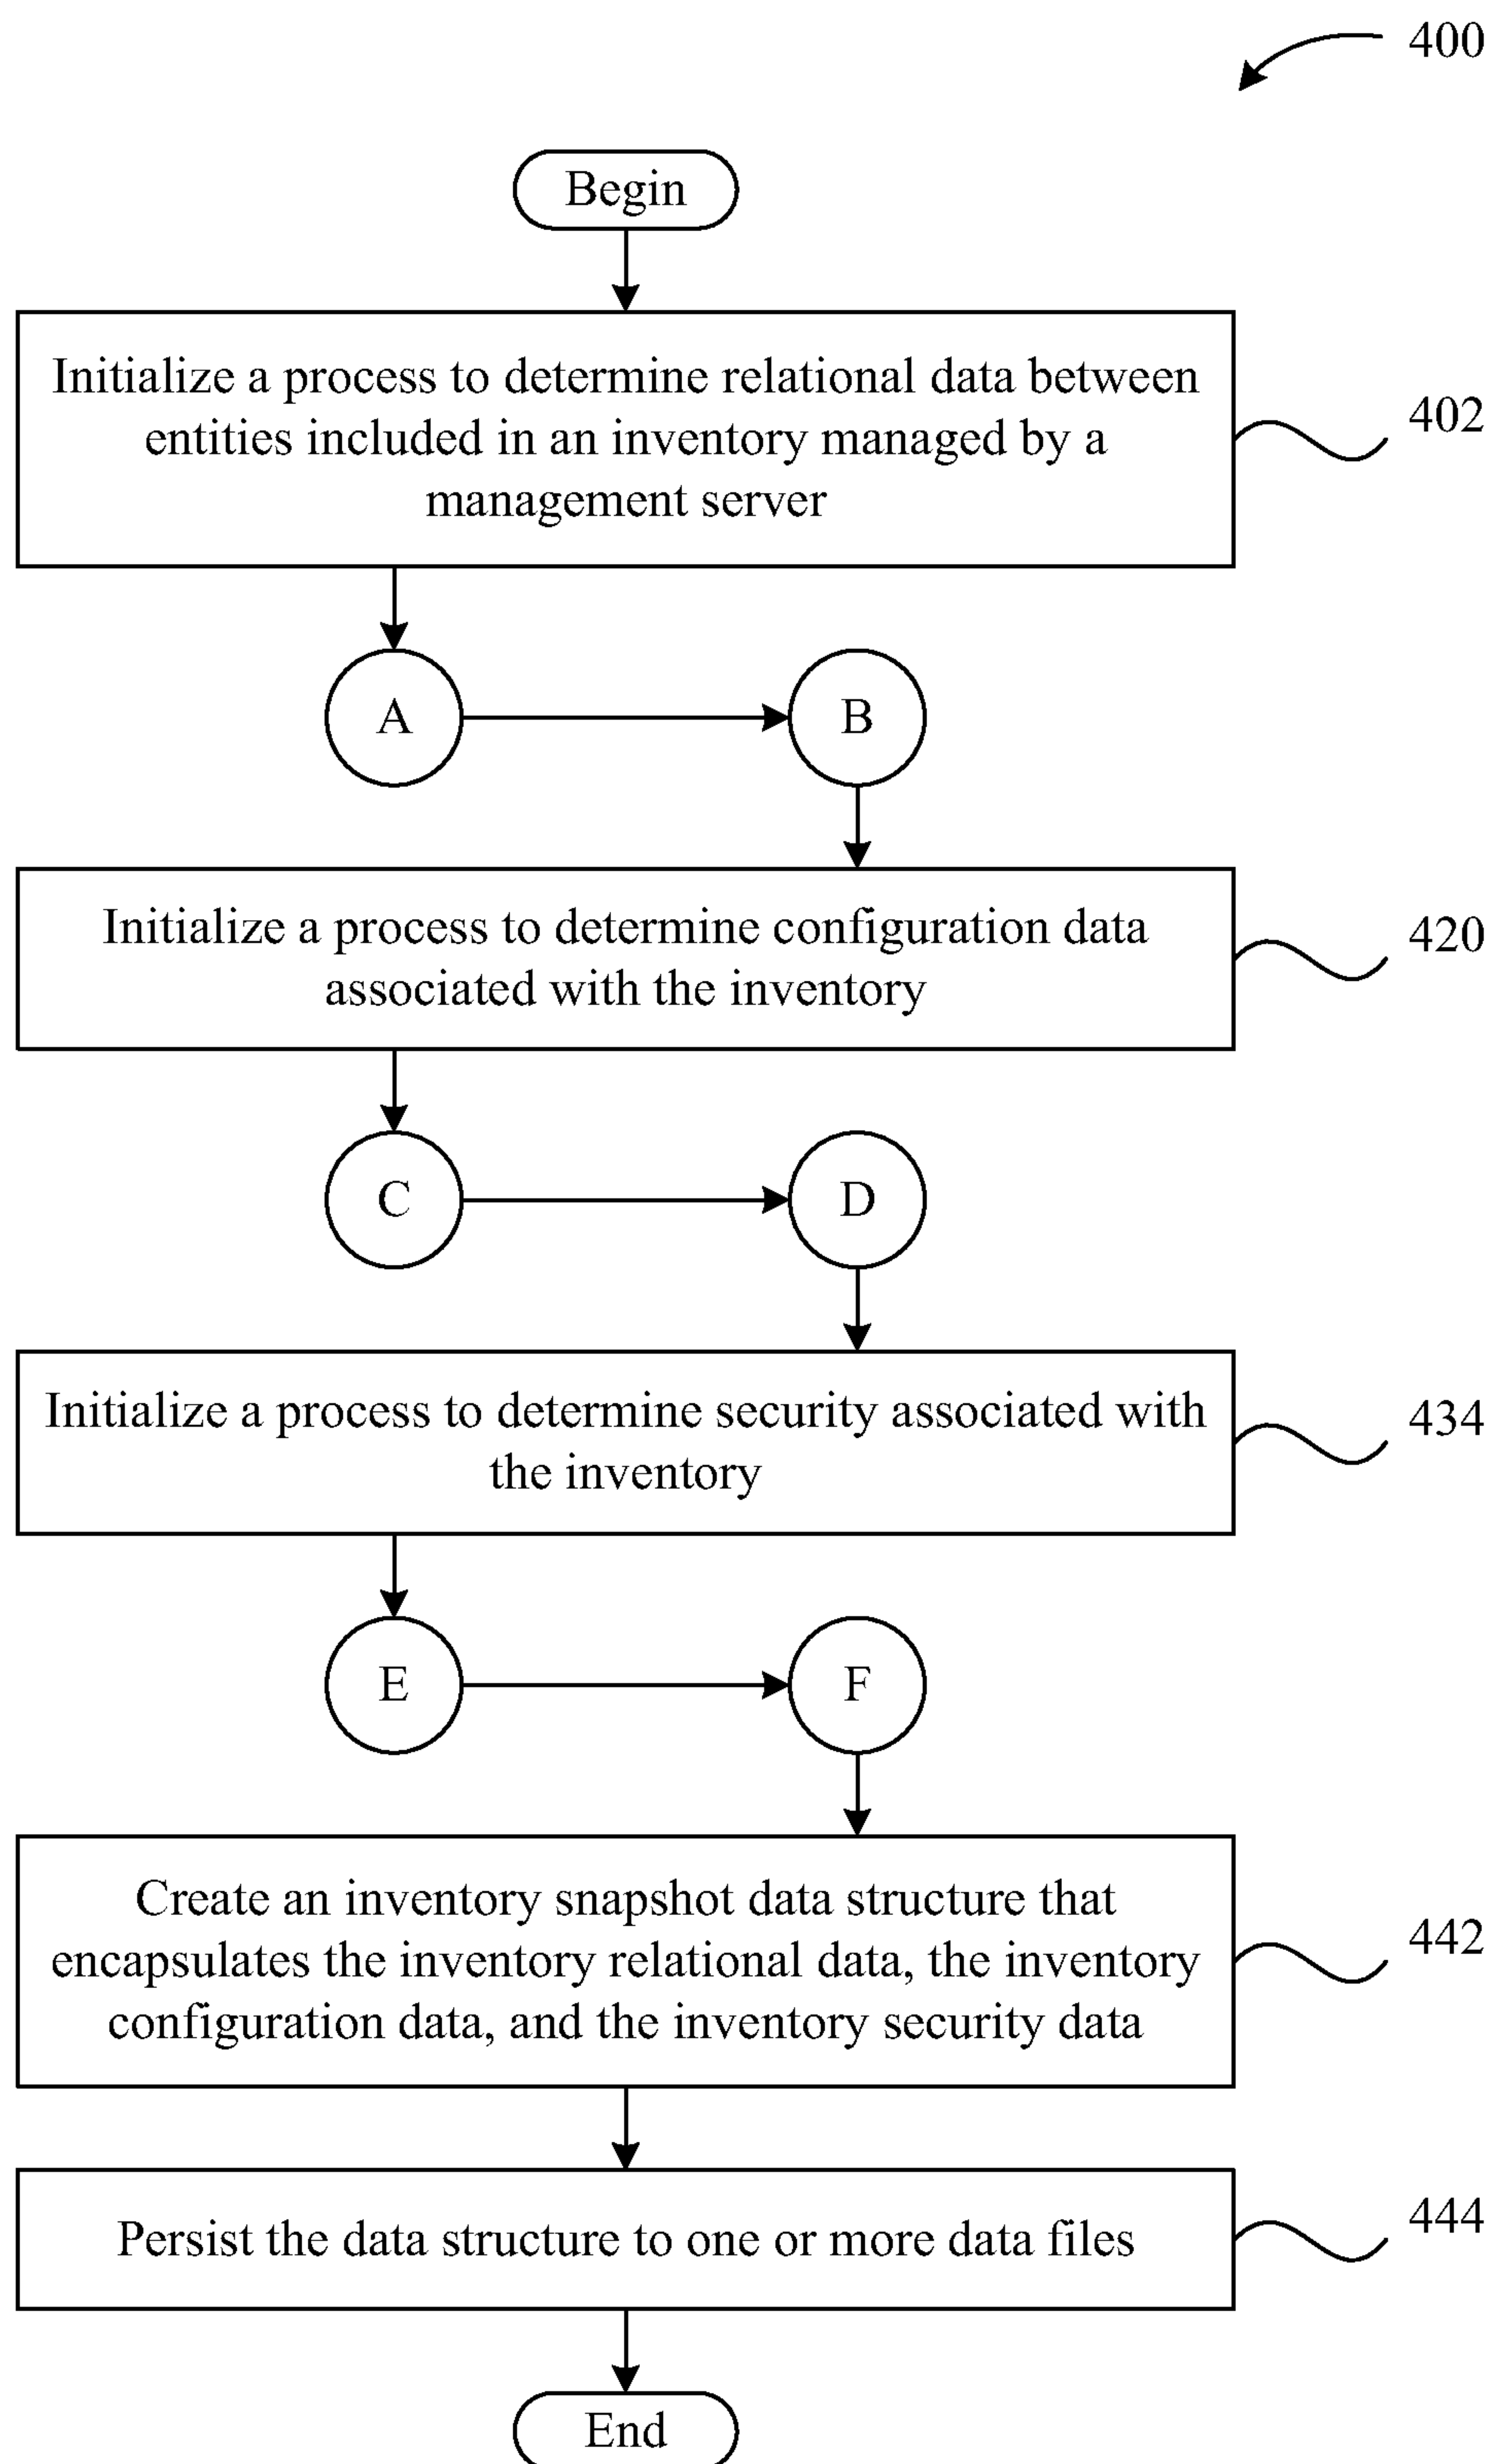 400
Begin
Initialize a process to determine relational data between
entities included in an inventory managed by a
management server
402
A
B
Initialize a process to determine configuration data
associated with the inventory
420
C
D
Initialize a process to determine security associated with
the inventory
434
E
F
Create an inventory snapshot data structure that
encapsulates the inventory relational data, the inventory
configuration data, and the inventory security data
442
Persist the data structure to one or more data files
444
End